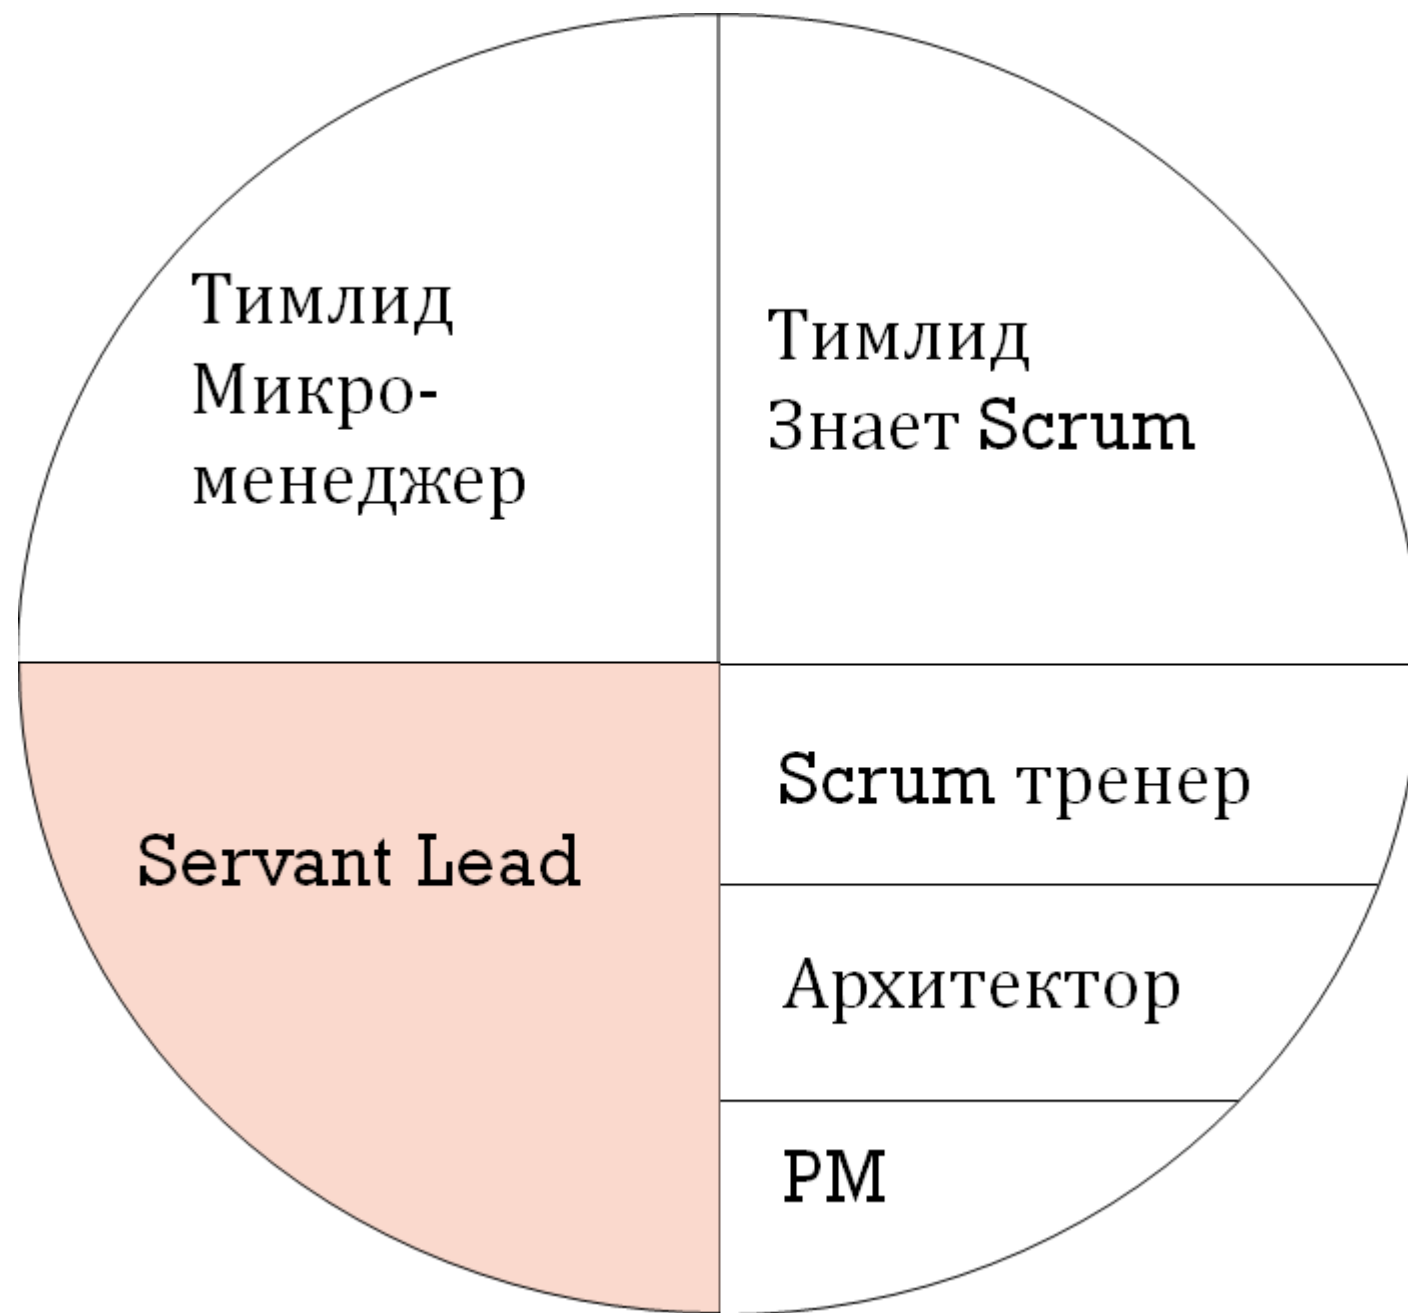 Тимлид
Микро-
менеджер
Тимлид
Знает Scrum
Servant Lead
Scrum тренер
Архитектор
PM